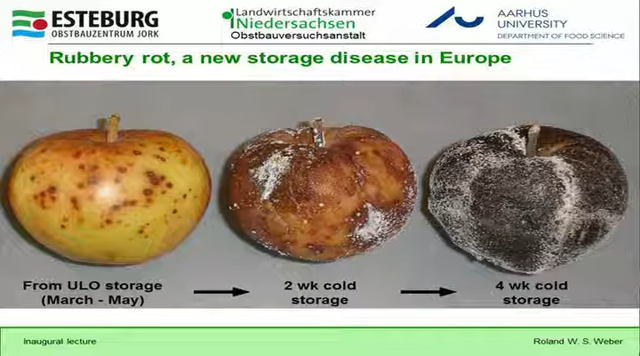 ESTEBURG
OBSTBAUZENTRUM JORK
Landwirtschaftskammer
Niedersachsen
Obstbauversuchsanstalt
AARHUS
UNIVERSITY
DEPARTMENT OF FOOD SCIENCE
Rubbery rot, a new storage disease in Europe
From ULO storage
(March - May)
2 wk cold
storage
4 wk cold
storage
Inaugural lecture
Roland W. S. Weber